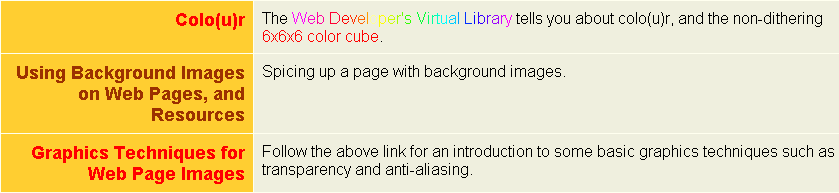 Colo(u)r
The Web Developer's Virtual Library tells you about colo(u)r, and the non-dithering
6x6x6 color cube.
Using Background Images
on Web Pages, and
Resources
Spicing up a page with background images.
Graphics Techniques for
Web Page Images
Follow the above link for an introduction to some basic graphics techniques such as
transparency and anti-aliasing.